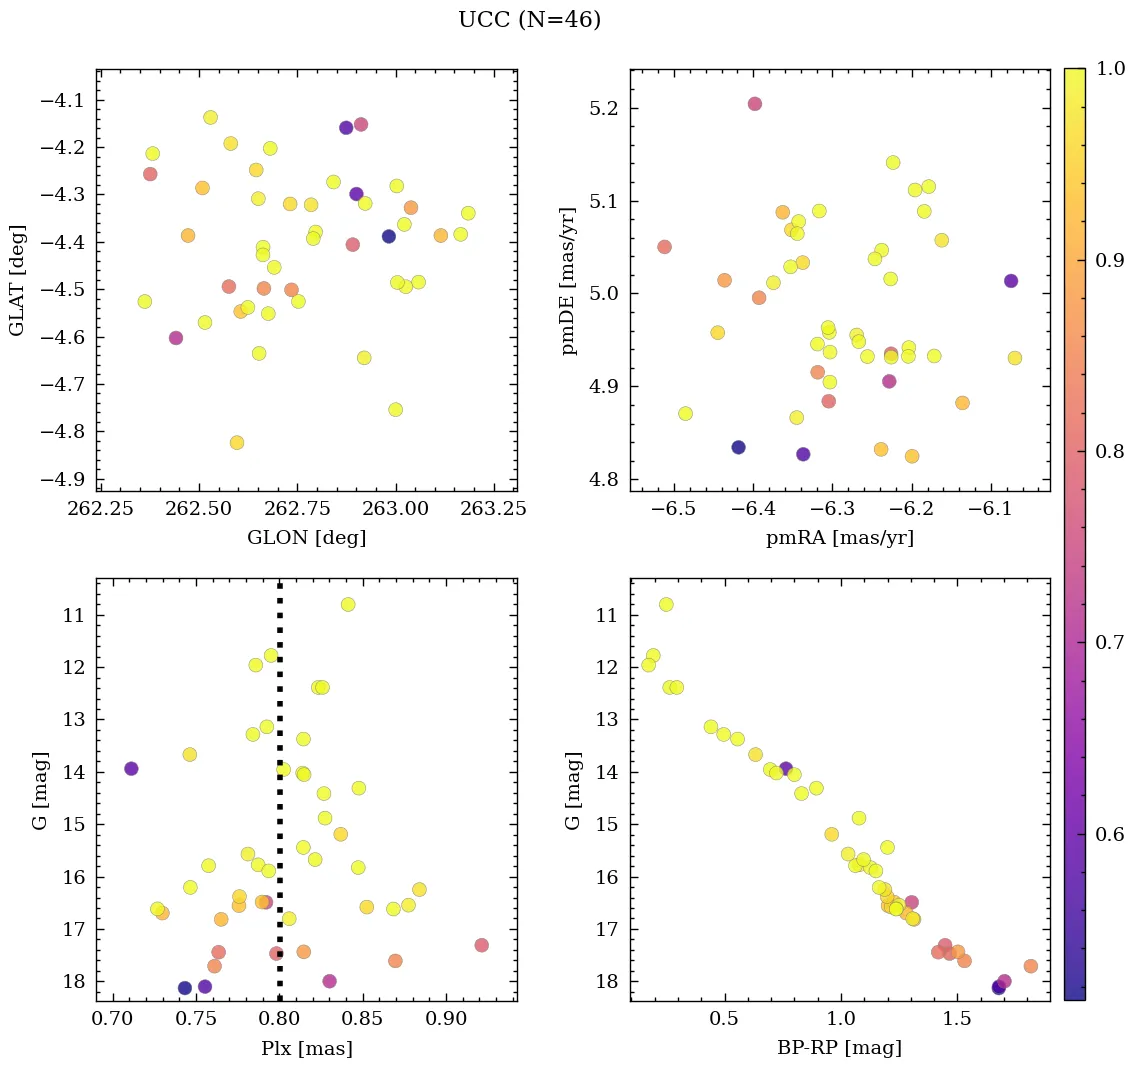 UCC (N=46)
−4.1
−4.2
−4.3
−4.4
−4.5
−4.6
−4.7
−4.8
−4.9
GLAT [deg]
262.25 262.50 262.75 263.00 263.25
GLON [deg]
5.2
5.1
5.0
4.9
4.8
pmDE [mas/yr]
−6.5 −6.4 −6.3 −6.2 −6.1
pmRA [mas/yr]
1.0
0.9
0.8
0.7
0.6
11
12
13
14
15
16
17
18
G [mag]
0.70 0.75 0.80 0.85 0.90
Plx [mas]
11
12
13
14
15
16
17
18
G [mag]
0.5 1.0 1.5
BP-RP [mag]